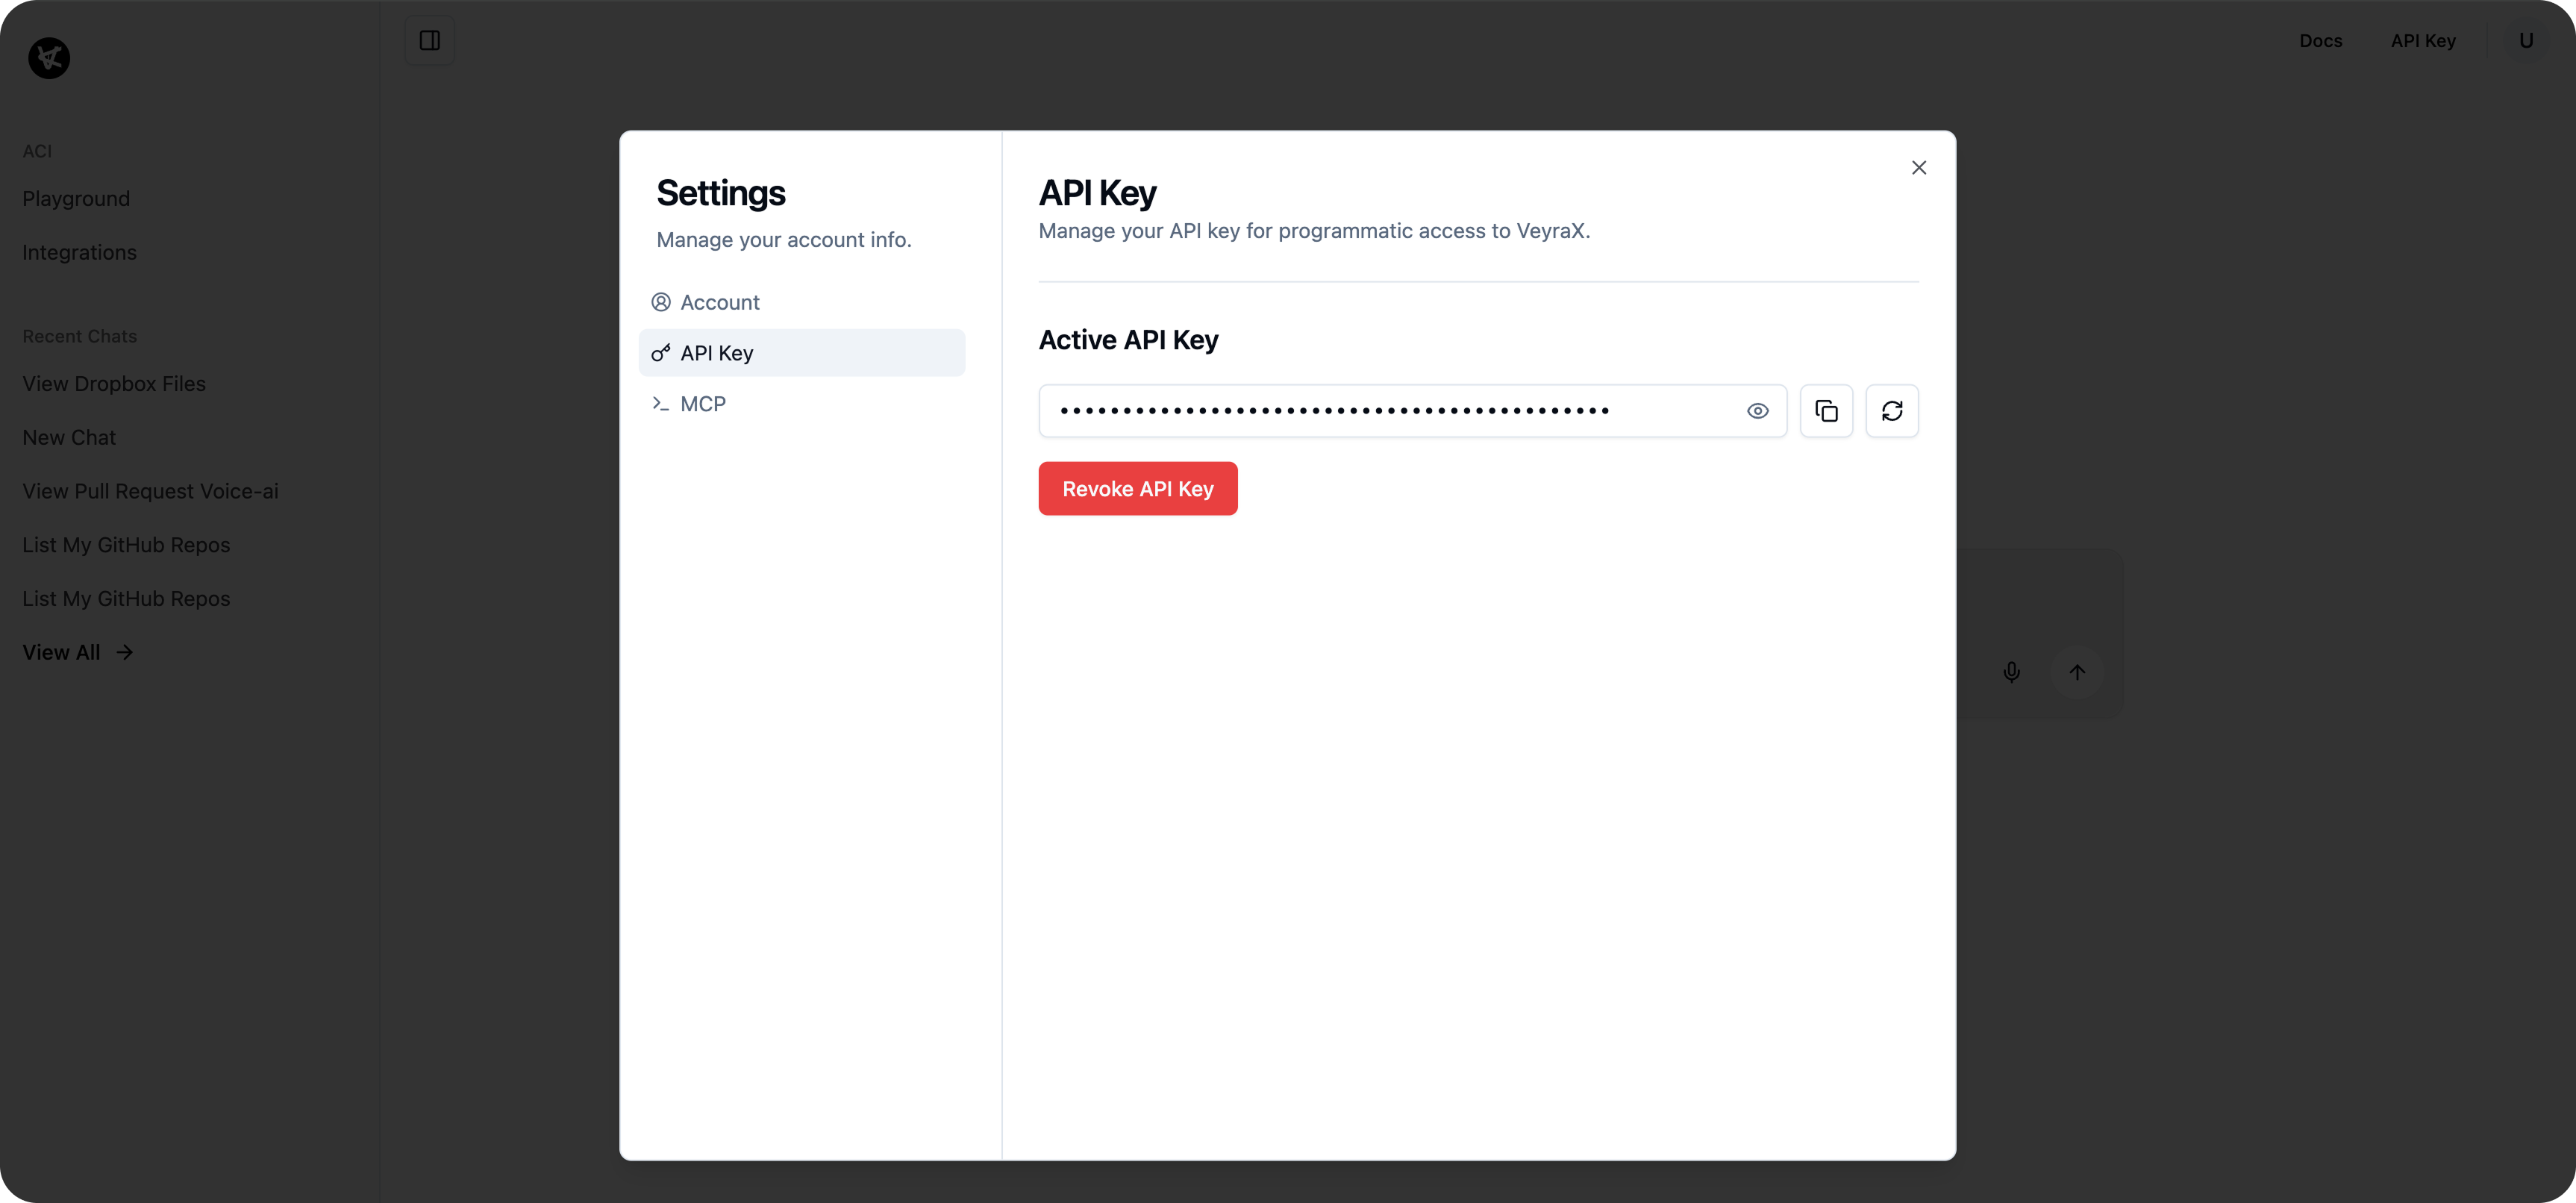 Docs
API Key
U
ACI
Playground
Integrations
Recent Chats
View Dropbox Files
New Chat
View Pull Request Voice-ai
List My GitHub Repos
List My GitHub Repos
View All
Settings
Manage your account info.
Account
API Key
MCP
API Key
Manage your API key for programmatic access to VeyraX.
Active API Key
••••••••••••••••••••••••••••••••••••••••••••
Revoke API Key